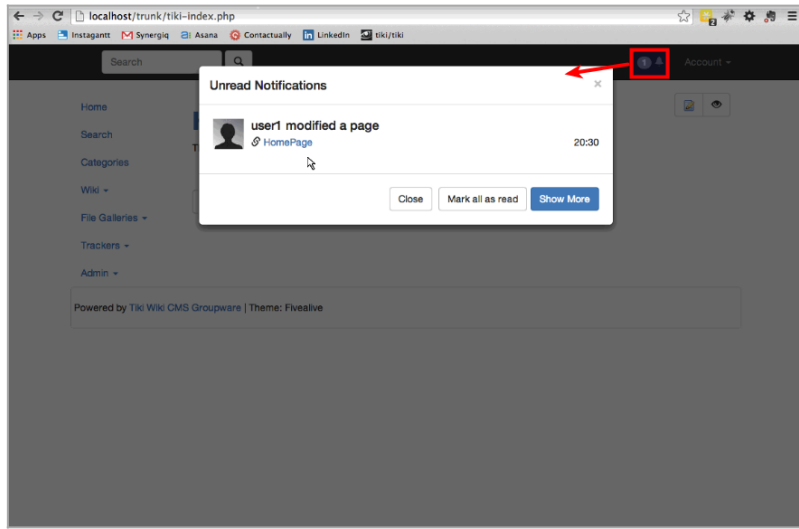 localhost/trunk/tiki-index.php
Apps Instagantt Synergiq Asana Contactually LinkedIn tiki/tiki
Search 1 Account
Unread Notifications ×
Home
user1 modified a page
Search
HomePage 20:30
Categories
Wiki
Close Mark all as read Show More
File Galleries
Trackers
Admin
Powered by Tiki Wiki CMS Groupware | Theme: Fivealive